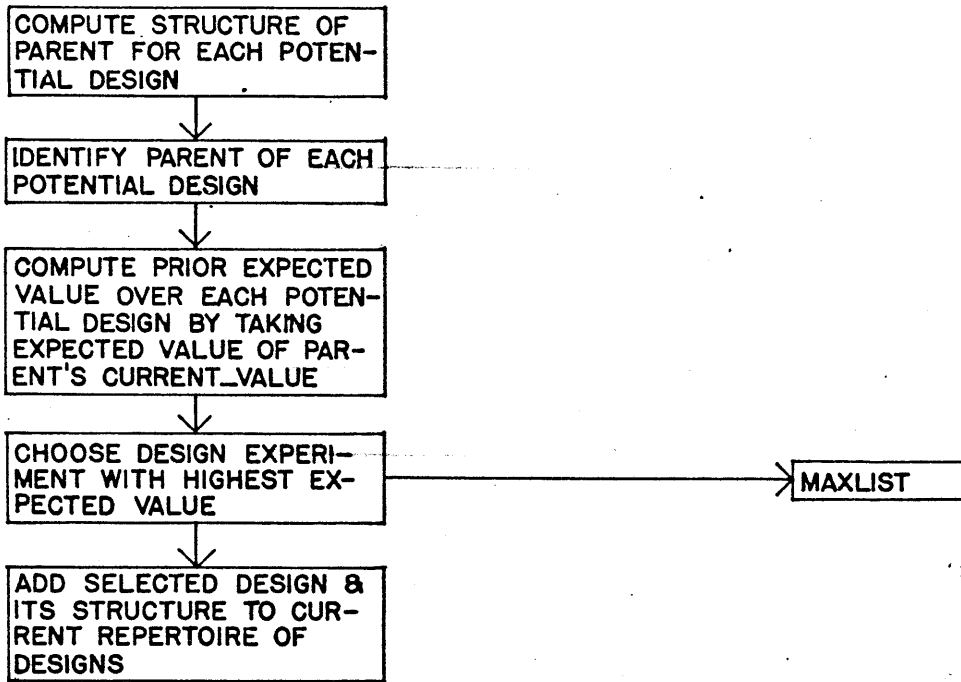 COMPUTE STRUCTURE OF
PARENT FOR EACH POTEN-
TIAL DESIGN
IDENTIFY PARENT OF EACH
POTENTIAL DESIGN
COMPUTE PRIOR EXPECTED
VALUE OVER EACH POTEN-
TIAL DESIGN BY TAKING
EXPECTED VALUE OF PAR-
ENT'S CURRENT_VALUE
CHOOSE DESIGN EXPERI-
MENT WITH HIGHEST EX-
PECTED VALUE
MAXLIST
ADD SELECTED DESIGN &
ITS STRUCTURE TO CUR-
RENT REPERTOIRE OF
DESIGNS